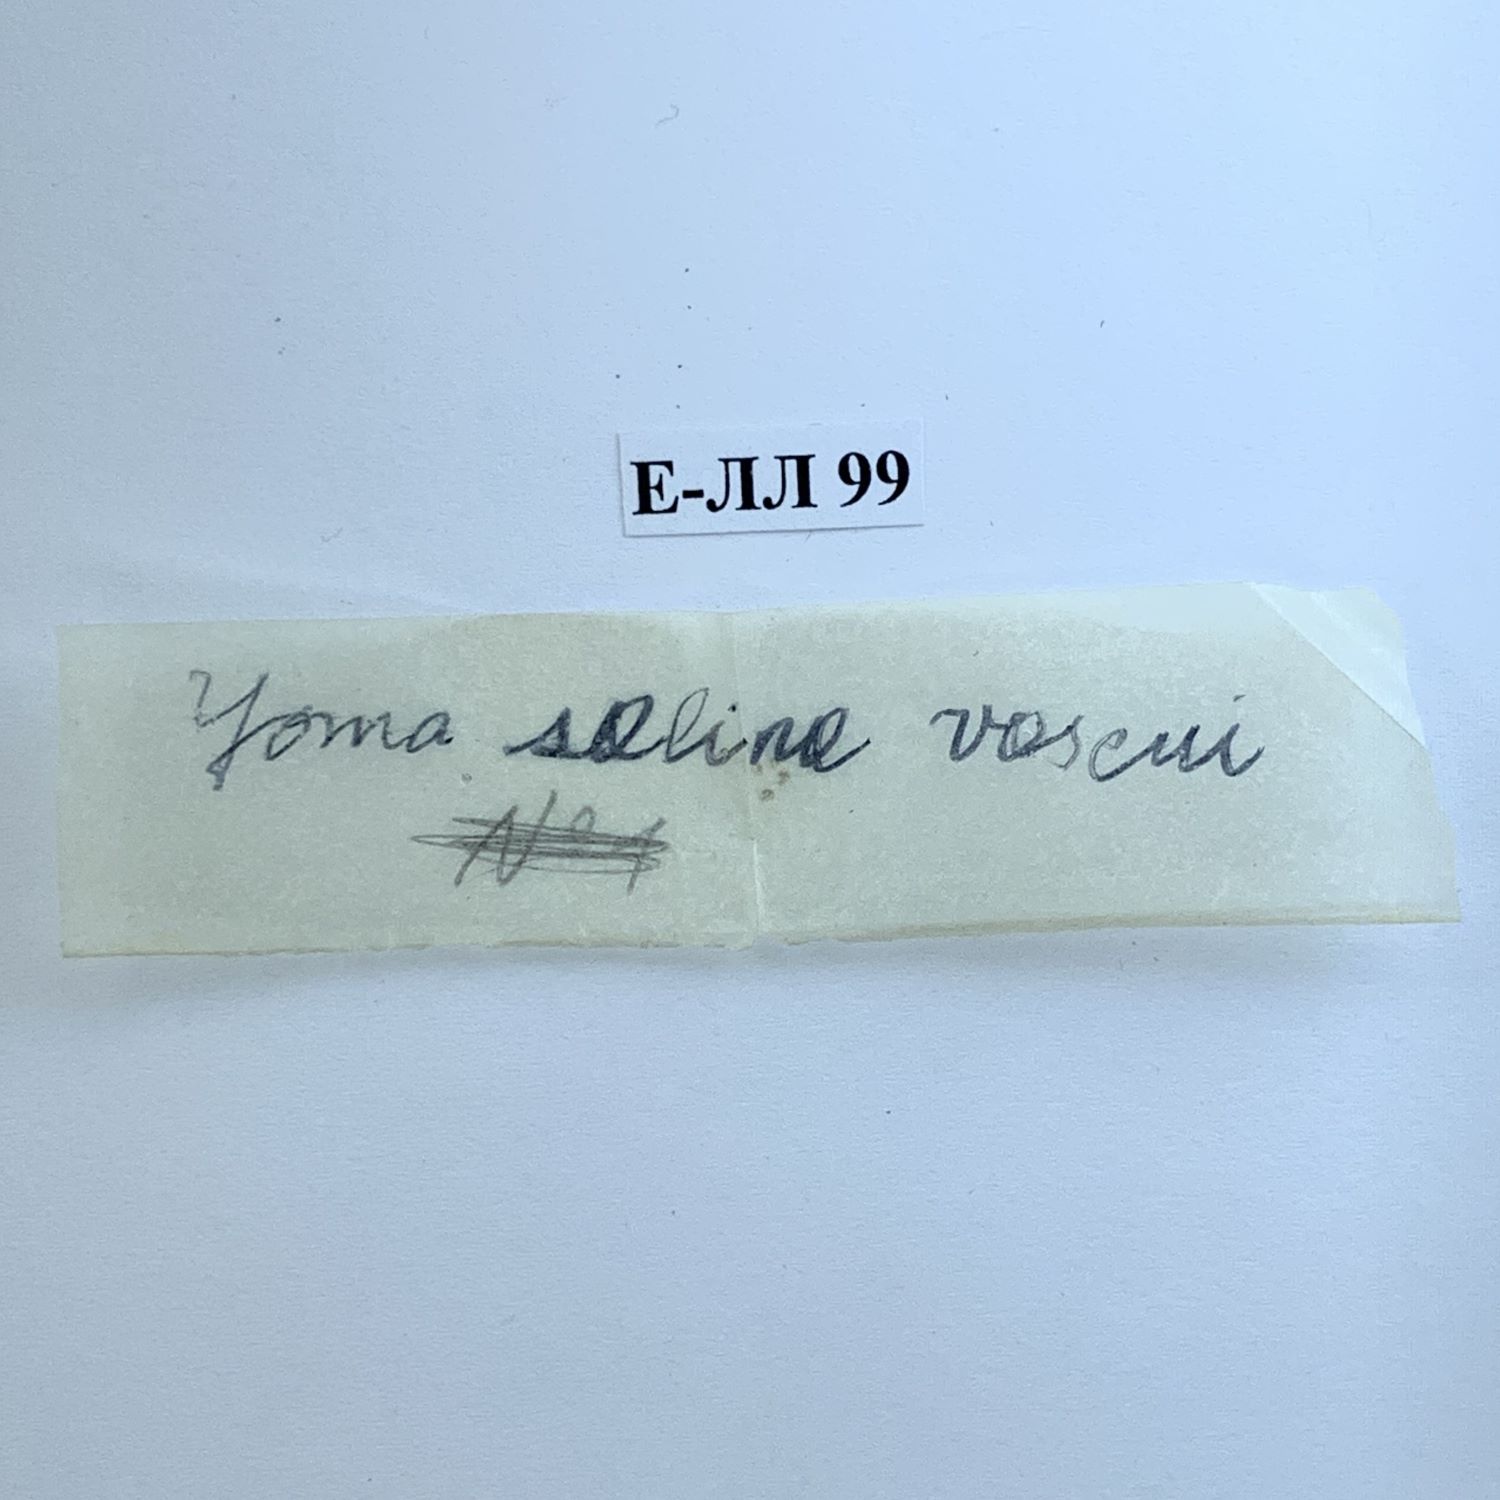 Е-ЛЛ 99
Yoma saline voscui